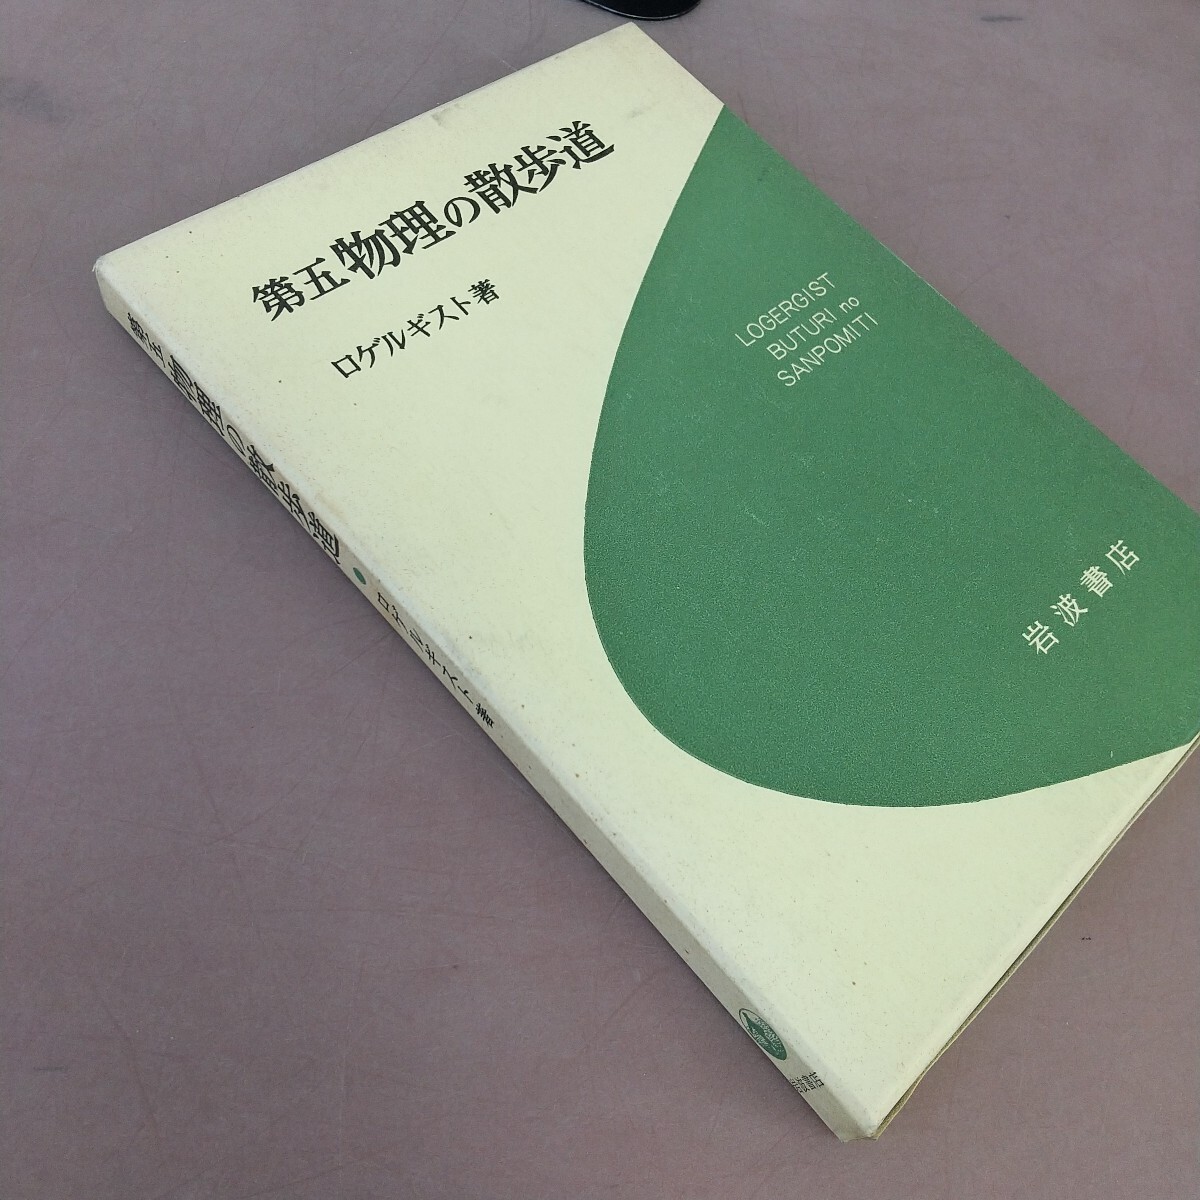 第五物理の散歩道
ロゲルギスト著
LOGERGIST
BUTURI no
SANPOMITI
岩波書店
第五 物理の散歩道 ● ロゲルギスト著